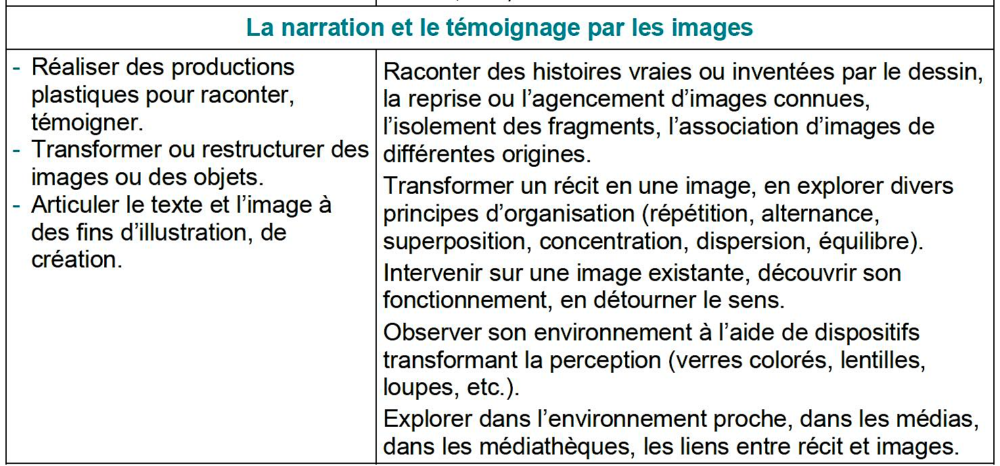 La narration et le témoignage par les images
- Réaliser des productions
plastiques pour raconter,
témoigner.
- Transformer ou restructurer des
images ou des objets.
- Articuler le texte et l’image à
des fins d’illustration, de
création.
Raconter des histoires vraies ou inventées par le dessin,
la reprise ou l’agencement d’images connues,
l’isolement des fragments, l’association d’images de
différentes origines.
Transformer un récit en une image, en explorer divers
principes d’organisation (répétition, alternance,
superposition, concentration, dispersion, équilibre).
Intervenir sur une image existante, découvrir son
fonctionnement, en détourner le sens.
Observer son environnement à l’aide de dispositifs
transformant la perception (verres colorés, lentilles,
loupes, etc.).
Explorer dans l’environnement proche, dans les médias,
dans les médiathèques, les liens entre récit et images.